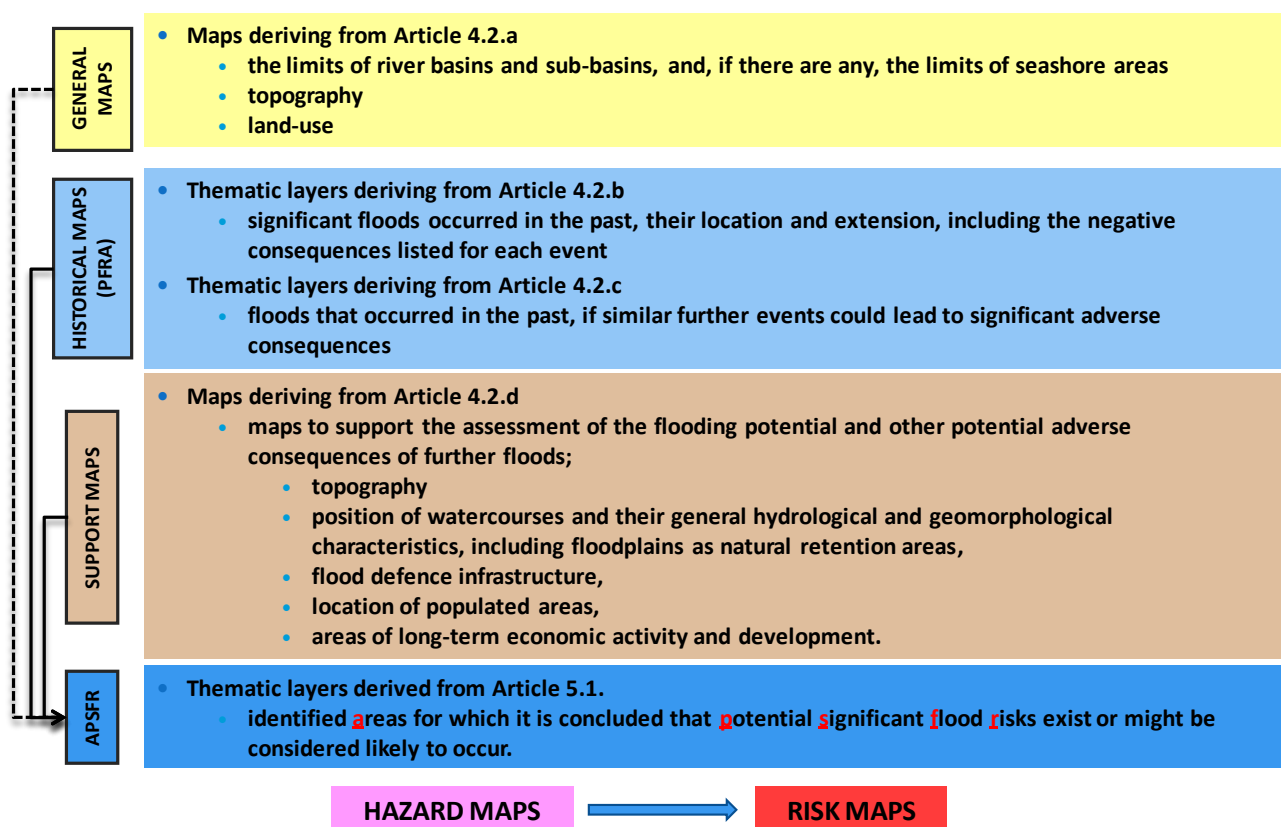 GENERAL
MAPS
• Maps deriving from Article 4.2.a
• the limits of river basins and sub-basins, and, if there are any, the limits of seashore areas
• topography
• land-use
HISTORICAL MAPS
(PFRA)
• Thematic layers deriving from Article 4.2.b
• significant floods occurred in the past, their location and extension, including the negative
consequences listed for each event
• Thematic layers deriving from Article 4.2.c
• floods that occurred in the past, if similar further events could lead to significant adverse
consequences
SUPPORT MAPS
• Maps deriving from Article 4.2.d
• maps to support the assessment of the flooding potential and other potential adverse
consequences of further floods;
• topography
• position of watercourses and their general hydrological and geomorphological
characteristics, including floodplains as natural retention areas,
• flood defence infrastructure,
• location of populated areas,
• areas of long-term economic activity and development.
APSFR
• Thematic layers derived from Article 5.1.
• identified areas for which it is concluded that potential significant flood risks exist or might be
considered likely to occur.
HAZARD MAPS
RISK MAPS